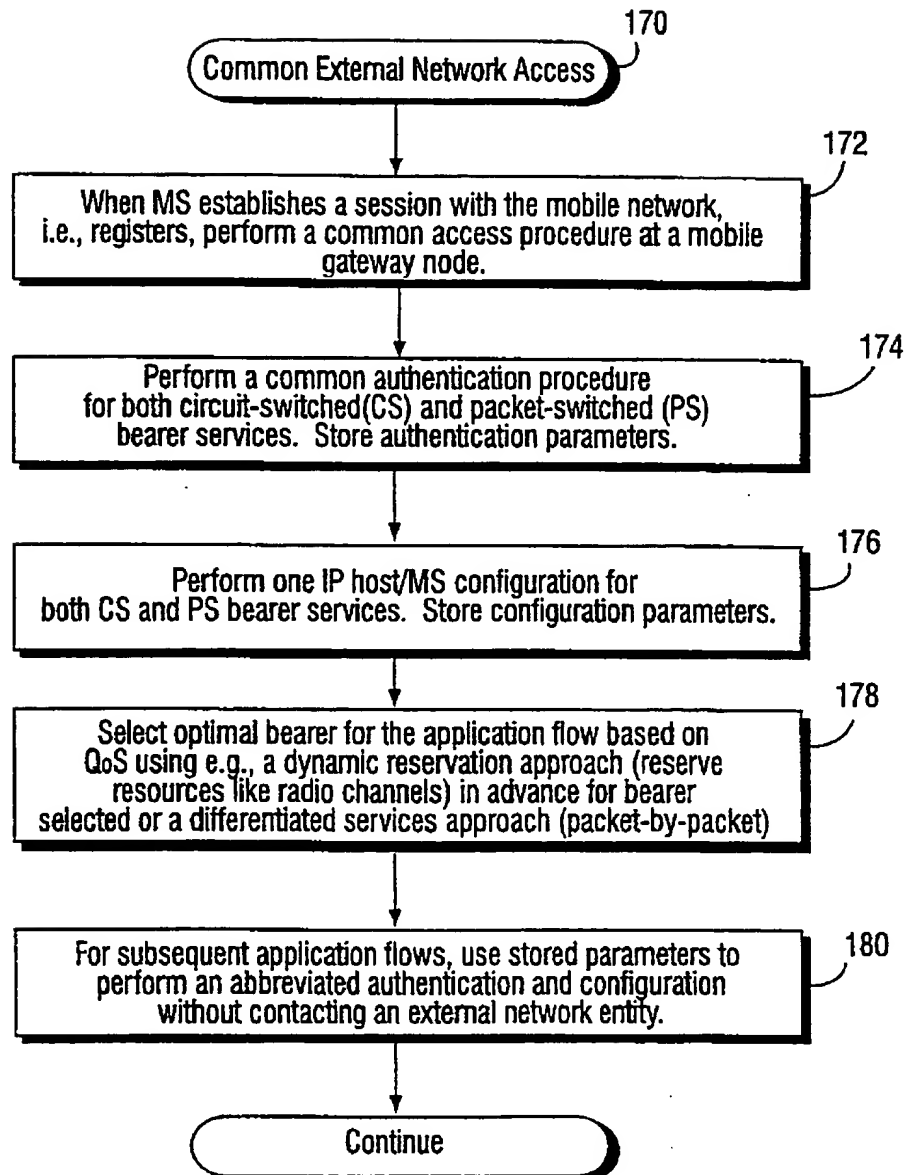 170
Common External Network Access
172
When MS establishes a session with the mobile network,
i.e., registers, perform a common access procedure at a mobile
gateway node.
174
Perform a common authentication procedure
for both circuit-switched(CS) and packet-switched (PS)
bearer services. Store authentication parameters.
176
Perform one IP host/MS configuration for
both CS and PS bearer services. Store configuration parameters.
178
Select optimal bearer for the application flow based on
QoS using e.g., a dynamic reservation approach (reserve
resources like radio channels) in advance for bearer
selected or a differentiated services approach (packet-by-packet)
180
For subsequent application flows, use stored parameters to
perform an abbreviated authentication and configuration
without contacting an external network entity.
Continue